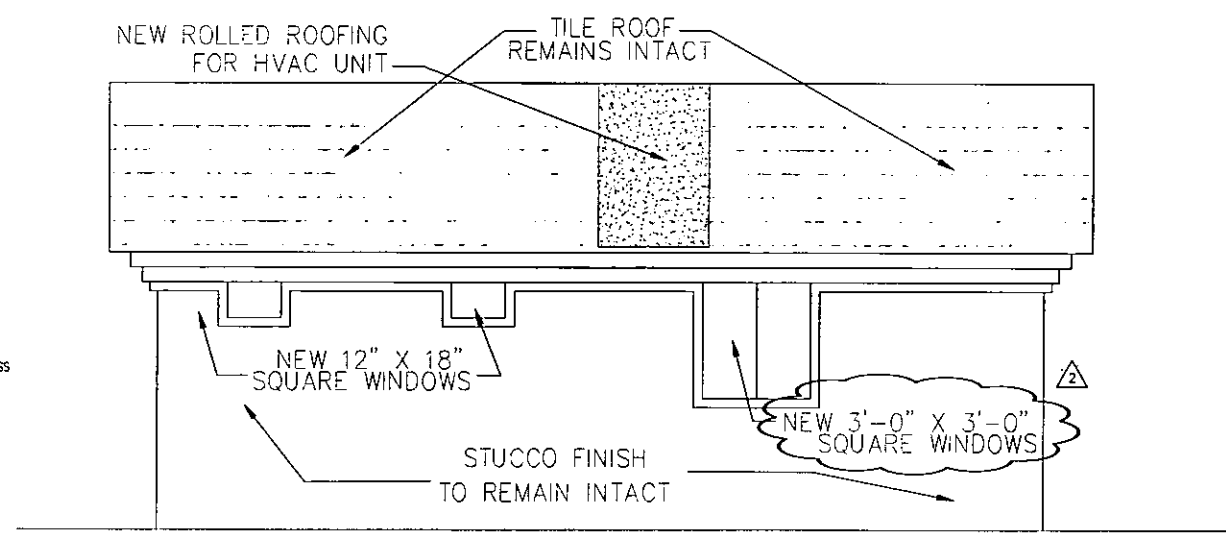 NEW ROLLED ROOFING
FOR HVAC UNIT
TILE ROOF
REMAINS INTACT
ss
NEW 12" X 18"
SQUARE WINDOWS
2
NEW 3'-0" X 3'-0"
SQUARE WINDOWS
STUCCO FINISH
TO REMAIN INTACT